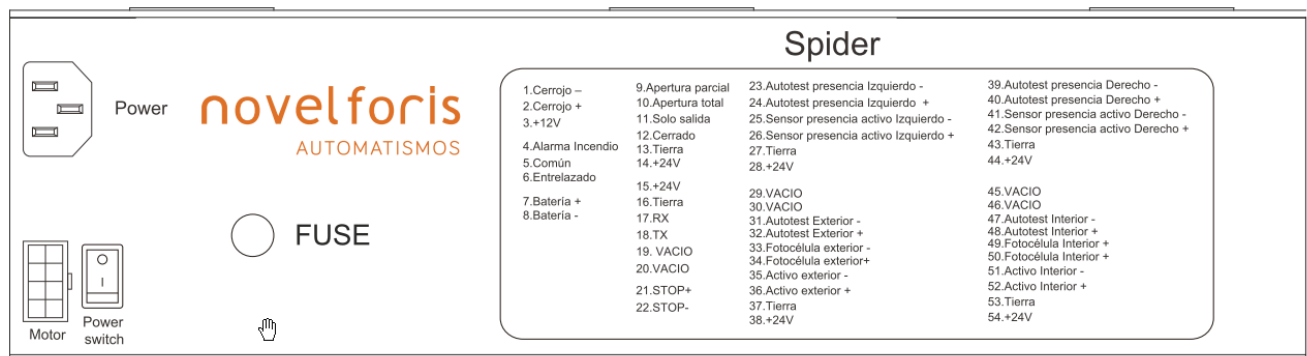 Spider
Power
novelforis
AUTOMATISMOS
FUSE
Motor
Power
switch
1.Cerrojo –
2.Cerrojo +
3.+12V
4.Alarma Incendio
5.Común
6.Entrelazado
7.Batería +
8.Batería -
9.Apertura parcial
10.Apertura total
11.Solo salida
12.Cerrado
13.Tierra
14.+24V
15.+24V
16.Tierra
17.RX
18.TX
19. VACIO
20.VACIO
21.STOP+
22.STOP-
23.Autotest presencia Izquierdo -
24.Autotest presencia Izquierdo +
25.Sensor presencia activo Izquierdo -
26.Sensor presencia activo Izquierdo +
27.Tierra
28.+24V
29.VACIO
30.VACIO
31.Autotest Exterior -
32.Autotest Exterior +
33.Fotocélula exterior -
34.Fotocélula exterior+
35.Activo exterior -
36.Activo exterior +
37.Tierra
38.+24V
39.Autotest presencia Derecho -
40.Autotest presencia Derecho +
41.Sensor presencia activo Derecho -
42.Sensor presencia activo Derecho +
43.Tierra
44.+24V
45.VACIO
46.VACIO
47.Autotest Interior -
48.Autotest Interior +
49.Fotocélula Interior +
50.Fotocélula Interior +
51.Activo Interior -
52.Activo Interior +
53.Tierra
54.+24V